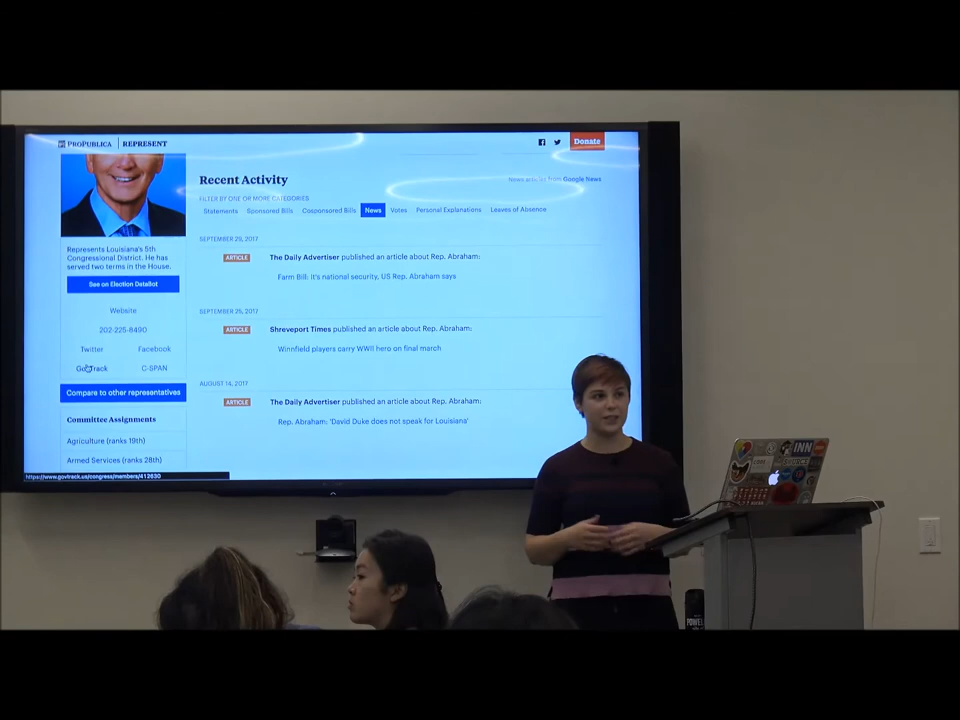 PROPUBLICA | REPRESENT
Donate
Recent Activity
News articles from Google News
FILTER BY ONE OR MORE CATEGORIES
Statements Sponsored Bills Cosponsored Bills News Votes Personal Explanations Leaves of Absence
Represents Louisiana's 5th
Congressional District. He has
served two terms in the House.
See on Election DataBot
Website
202-225-8490
Twitter Facebook
GovTrack C-SPAN
Compare to other representatives
Committee Assignments
Agriculture (ranks 19th)
Armed Services (ranks 28th)
https://www.govtrack.us/congress/members/412630
SEPTEMBER 29, 2017
ARTICLE The Daily Advertiser published an article about Rep. Abraham:
Farm Bill: It's national security, US Rep. Abraham says
SEPTEMBER 25, 2017
ARTICLE Shreveport Times published an article about Rep. Abraham:
Winnfield players carry WWII hero on final march
AUGUST 14, 2017
ARTICLE The Daily Advertiser published an article about Rep. Abraham:
Rep. Abraham: 'David Duke does not speak for Louisiana'
INN